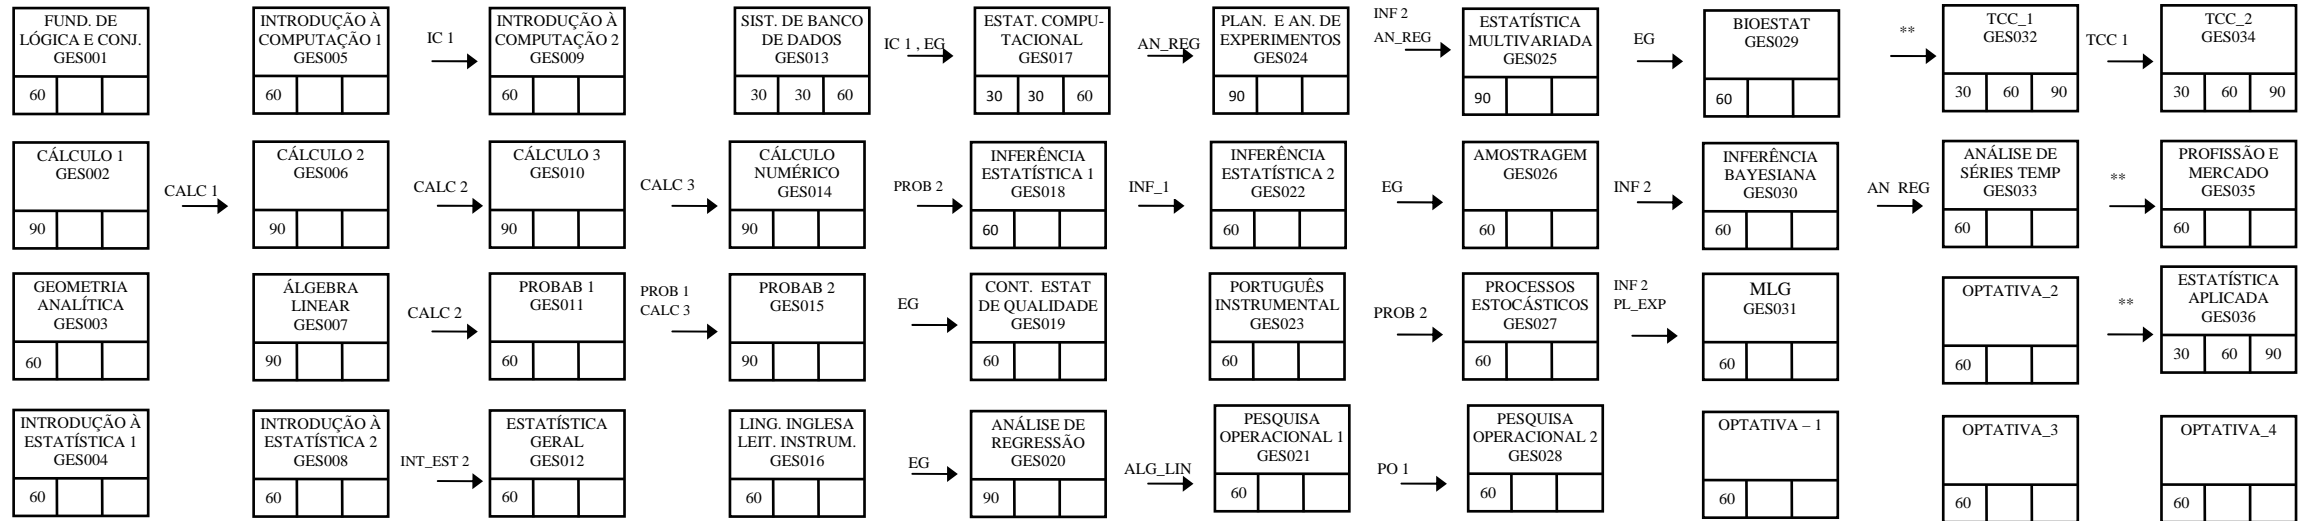 FUND. DE
LÓGICA E CONJ.
GES001
60
INTRODUÇÃO À
COMPUTAÇÃO 1
GES005
60
IC 1
INTRODUÇÃO À
COMPUTAÇÃO 2
GES009
60
SIST. DE BANCO
DE DADOS
GES013
30 30 60
IC 1 , EG
ESTAT. COMPU-
TACIONAL
GES017
30 30 60
AN_REG
PLAN. E AN. DE
EXPERIMENTOS
GES024
90
INF 2
AN_REG
ESTATÍSTICA
MULTIVARIADA
GES025
90
EG
BIOESTAT
GES029
60
**
TCC_1
GES032
30 60 90
TCC 1
TCC_2
GES034
30 60 90
CÁLCULO 1
GES002
90
CALC 1
CÁLCULO 2
GES006
90
CALC 2
CÁLCULO 3
GES010
90
CALC 3
CÁLCULO
NUMÉRICO
GES014
90
PROB 2
INFERÊNCIA
ESTATÍSTICA 1
GES018
60
INF_1
INFERÊNCIA
ESTATÍSTICA 2
GES022
60
EG
AMOSTRAGEM
GES026
60
INF 2
INFERÊNCIA
BAYESIANA
GES030
60
AN REG
ANÁLISE DE
SÉRIES TEMP
GES033
60
**
PROFISSÃO E
MERCADO
GES035
60
GEOMETRIA
ANALÍTICA
GES003
60
ÁLGEBRA
LINEAR
GES007
90
CALC 2
PROBAB 1
GES011
60
PROB 1
CALC 3
PROBAB 2
GES015
90
EG
CONT. ESTAT
DE QUALIDADE
GES019
60
PORTUGUÊS
INSTRUMENTAL
GES023
60
PROB 2
PROCESSOS
ESTOCÁSTICOS
GES027
60
INF 2
PL_EXP
MLG
GES031
60
OPTATIVA_2
60
**
ESTATÍSTICA
APLICADA
GES036
30 60 90
INTRODUÇÃO À
ESTATÍSTICA 1
GES004
60
INTRODUÇÃO À
ESTATÍSTICA 2
GES008
60
INT_EST 2
ESTATÍSTICA
GERAL
GES012
60
LING. INGLESA
LEIT. INSTRUM.
GES016
60
EG
ANÁLISE DE
REGRESSÃO
GES020
90
ALG_LIN
PESQUISA
OPERACIONAL 1
GES021
60
PO 1
PESQUISA
OPERACIONAL 2
GES028
60
OPTATIVA – 1
60
OPTATIVA_3
60
OPTATIVA_4
60